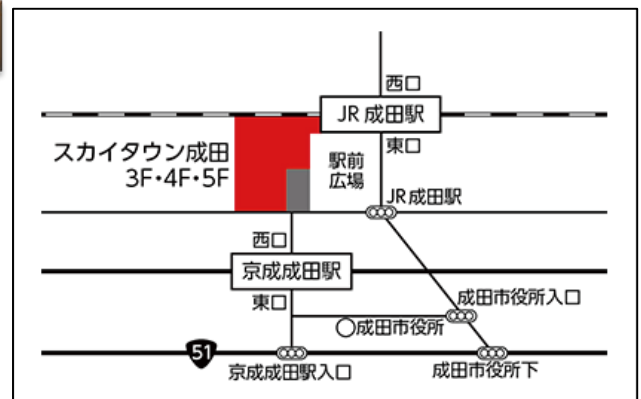 西口
JR 成田駅
東口
スカイタウン成田
3F・4F・5F
駅前
広場
JR成田駅
西口
京成成田駅
東口
成田市役所入口
成田市役所
51
京成成田駅入口
成田市役所下